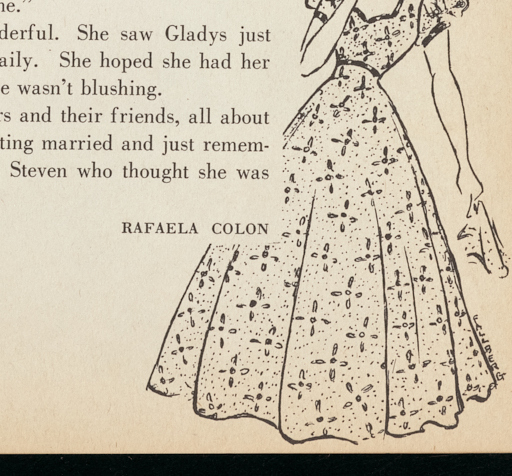 ne."
derful. She saw Gladys just
aily. She hoped she had her
e wasn't blushing.
rs and their friends, all about
ting married and just remem-
Steven who thought she was
RAFAELA COLON